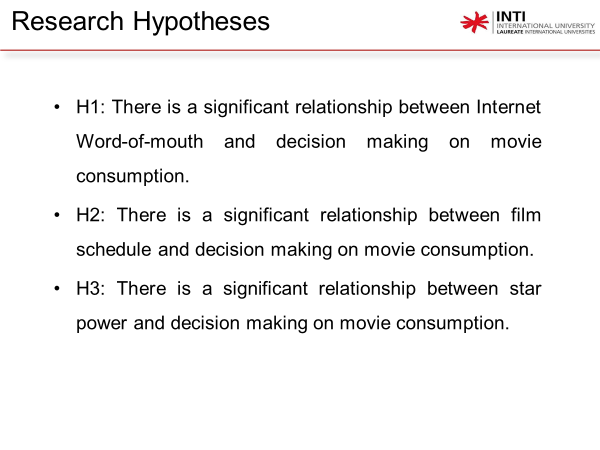 Research Hypotheses
INTI
INTERNATIONAL UNIVERSITY
LAUREATE INTERNATIONAL UNIVERSITIES
• H1: There is a significant relationship between Internet
Word-of-mouth and decision making on movie
consumption.
• H2: There is a significant relationship between film
schedule and decision making on movie consumption.
• H3: There is a significant relationship between star
power and decision making on movie consumption.